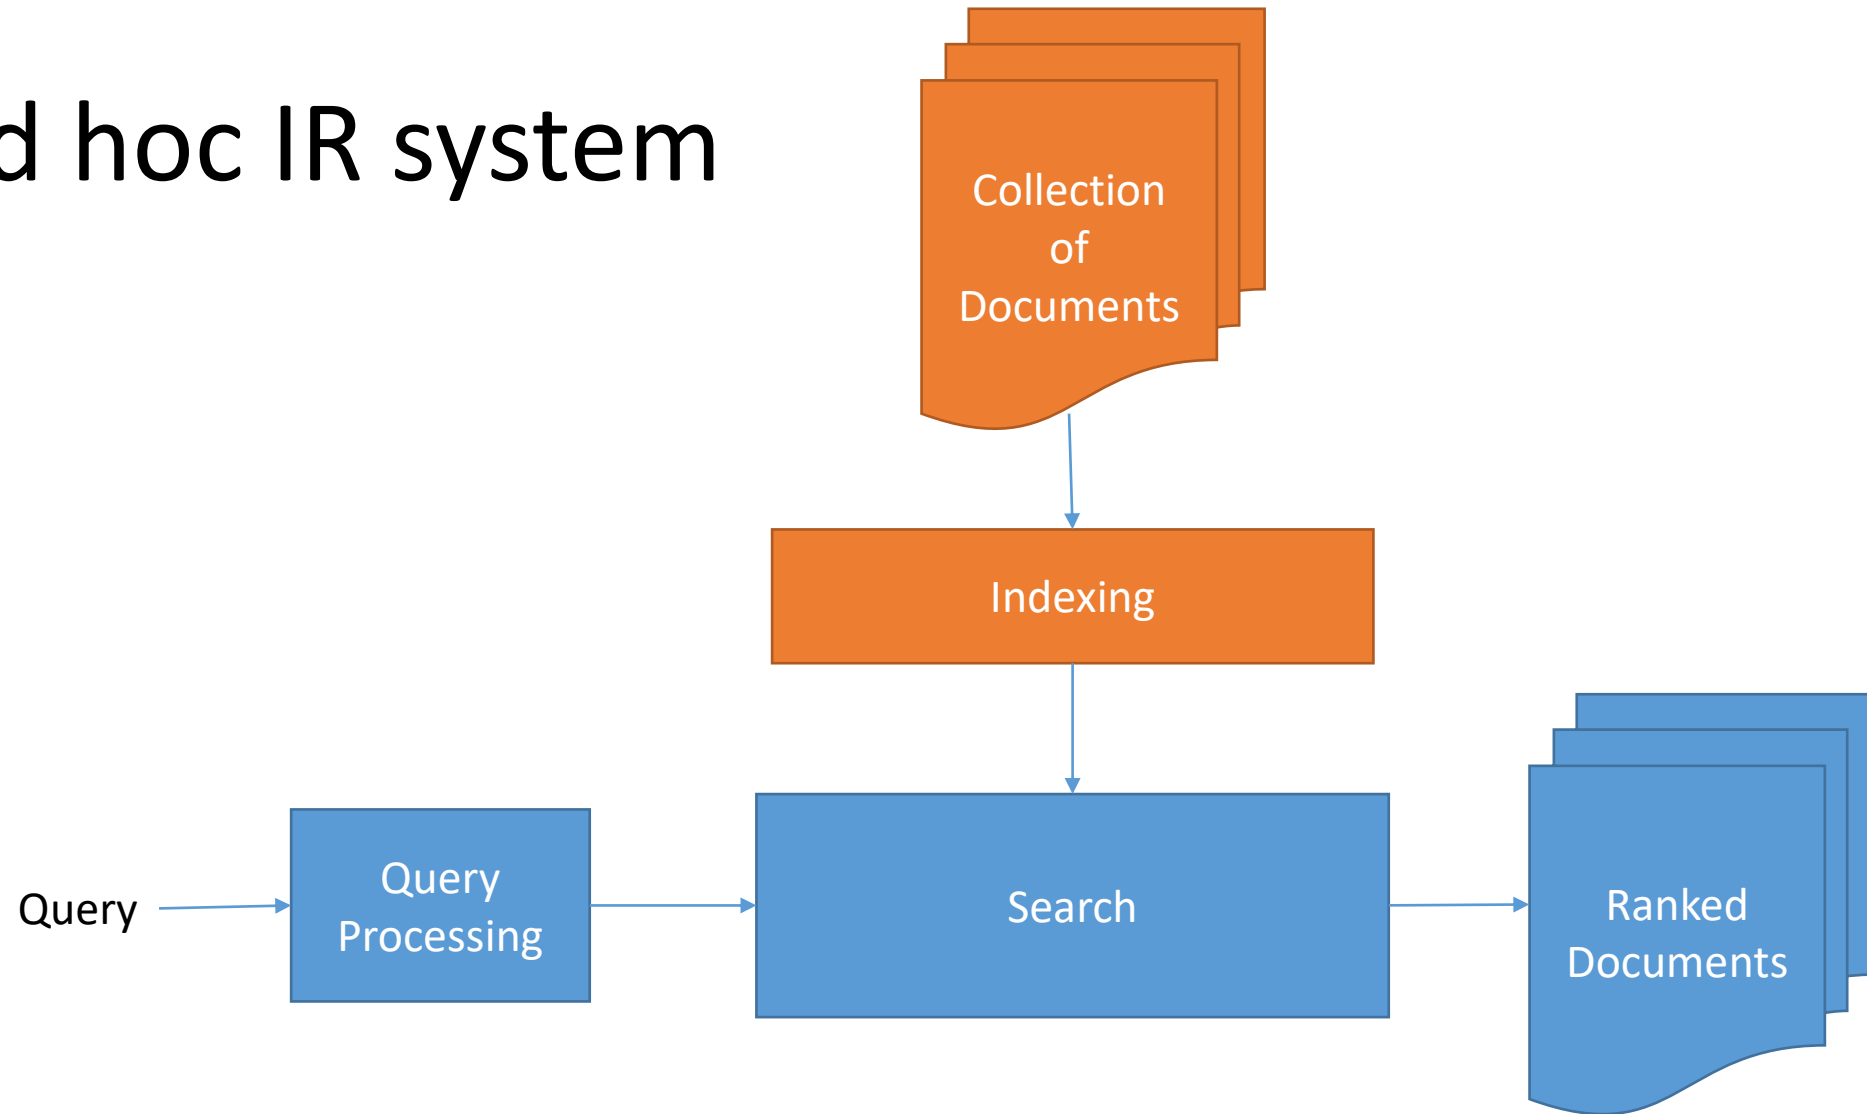 d hoc IR system
Collection
of
Documents
Indexing
Query
Query
Processing
Search
Ranked
Documents